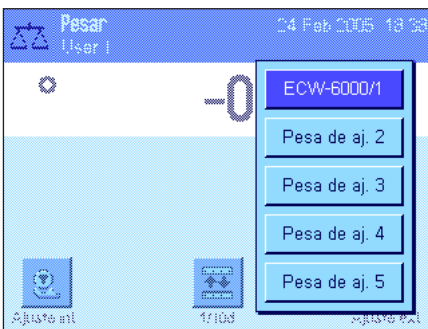 Pesar
24 Feb 2005 18:38
User 1
-0
ECW-6000/1
Pesa de aj. 2
Pesa de aj. 3
Pesa de aj. 4
Pesa de aj. 5
Ajuste int.
1/10d
Ajuste ext.